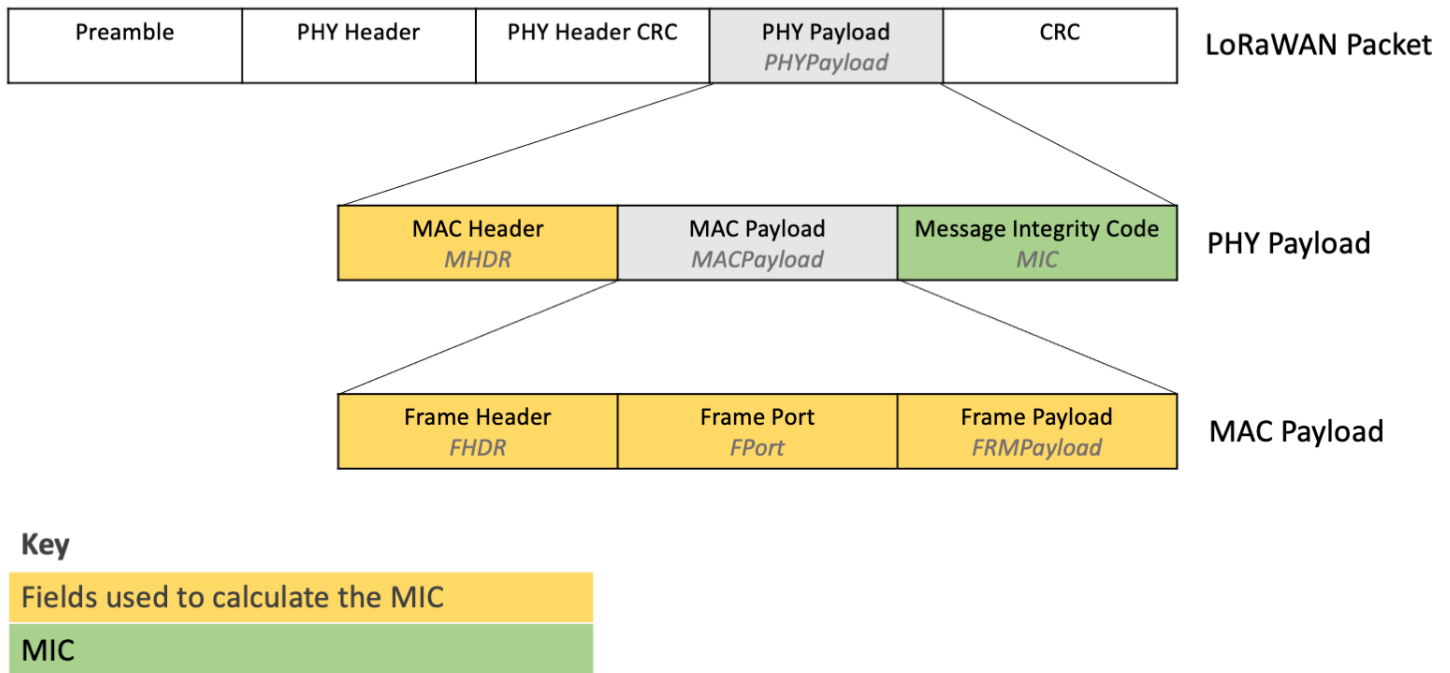 Preamble
PHY Header
PHY Header CRC
PHY Payload
PHYPayload
CRC
LoRaWAN Packet
MAC Header
MHDR
MAC Payload
MACPayload
Message Integrity Code
MIC
PHY Payload
Frame Header
FHDR
Frame Port
FPort
Frame Payload
FRMPayload
MAC Payload
Key
Fields used to calculate the MIC
MIC